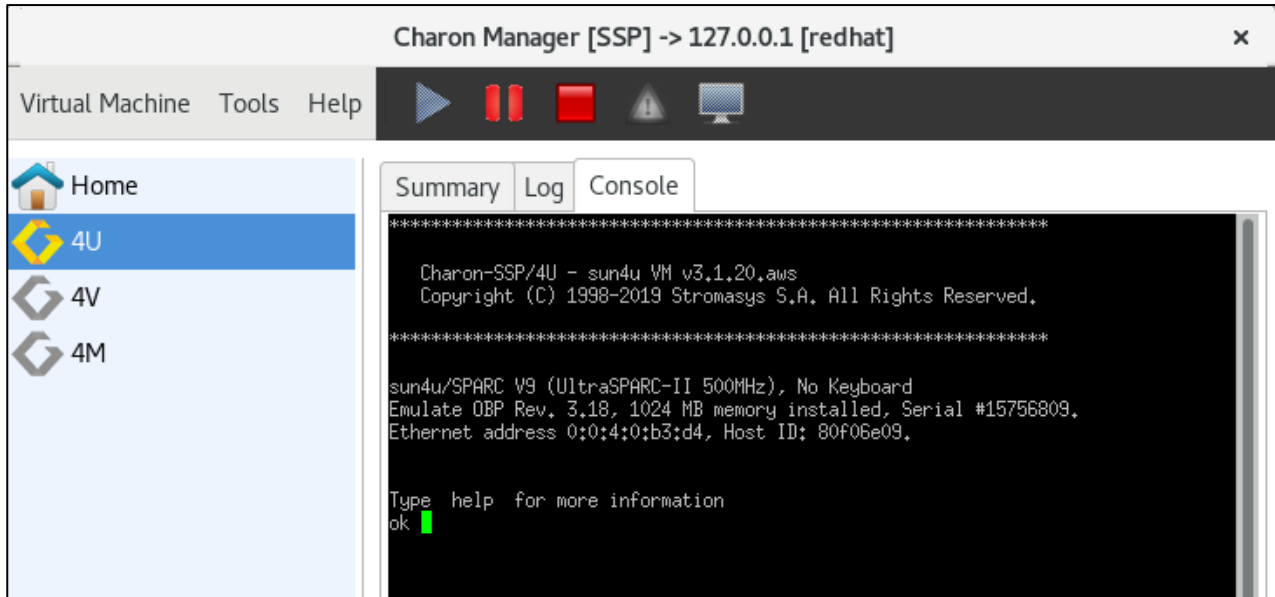 Charon Manager [SSP] -> 127.0.0.1 [redhat]
×
Virtual Machine Tools Help
Home
4U
4V
4M
Summary Log Console
***************************************************************
Charon-SSP/4U - sun4u VM v3.1.20.aws
Copyright (C) 1998-2019 Stromasys S.A. All Rights Reserved.
***************************************************************
sun4u/SPARC V9 (UltraSPARC-II 500MHz), No Keyboard
Emulate OBP Rev. 3.18, 1024 MB memory installed, Serial #15756809.
Ethernet address 0:0:4:0:b3:d4, Host ID: 80f06e09.
Type help for more information
ok